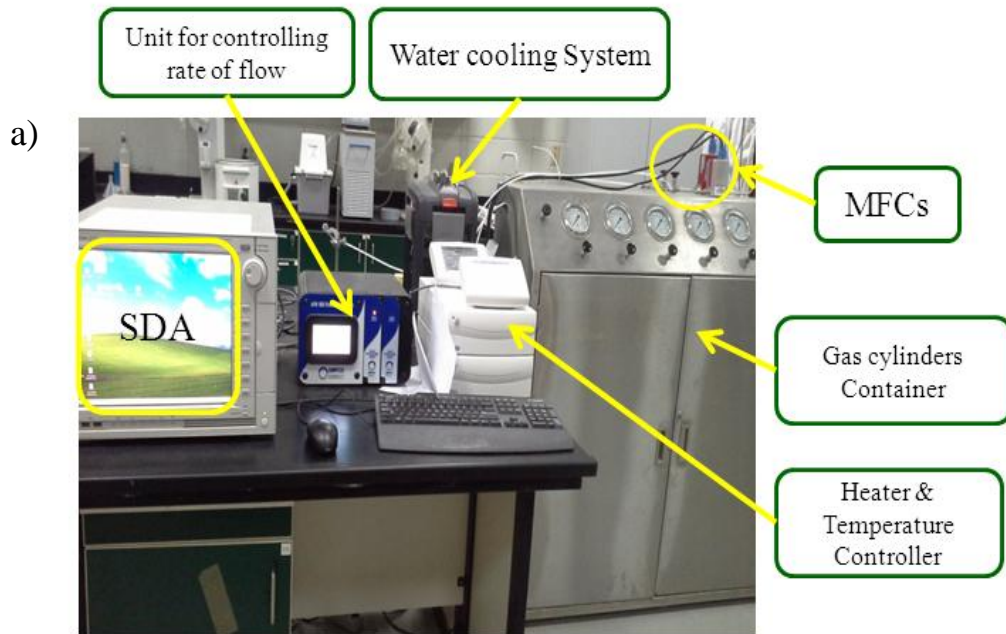 Unit for controlling
rate of flow
Water cooling System
a)
MFCs
SDA
Gas cylinders
Container
Heater &
Temperature
Controller